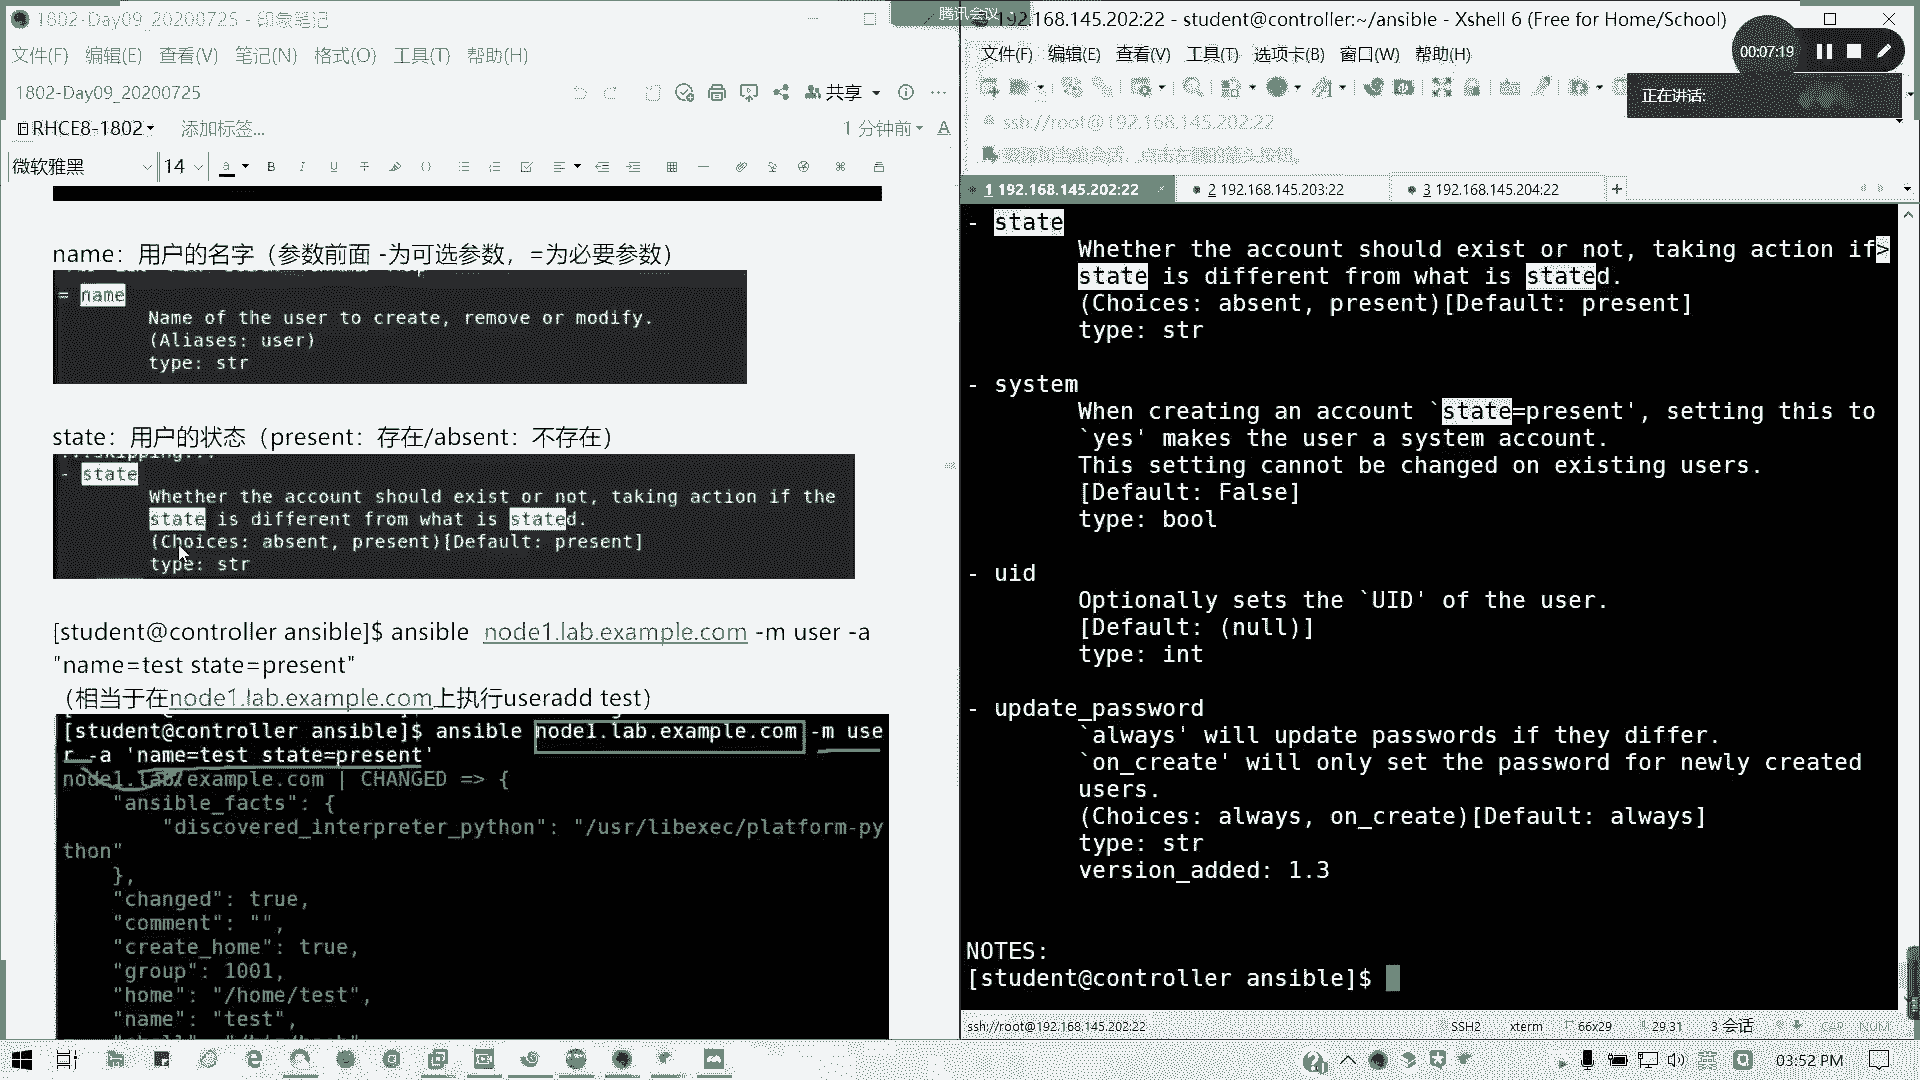 1802-Day09_20200725 - 印象笔记
文件(F) 编辑(E) 查看(V) 笔记(N) 格式(O) 工具(T) 帮助(H)
1802-Day09_20200725
共享
RHCE8-1802
添加标签...
1 分钟前
微软雅黑
14
name：用户的名字（参数前面 -为可选参数，=为必要参数）
= name
Name of the user to create, remove or modify.
(Aliases: user)
type: str
state：用户的状态（present：存在/absent：不存在）
- state
Whether the account should exist or not, taking action if the
state is different from what is stated.
(Choices: absent, present)[Default: present]
type: str
[student@controller ansible]$ ansible node1.lab.example.com -m user -a
"name=test state=present"
（相当于在node1.lab.example.com上执行useradd test）
[student@controller ansible]$ ansible node1.lab.example.com -m use
r -a 'name=test state=present'
node1.lab.example.com | CHANGED => {
"ansible_facts": {
"discovered_interpreter_python": "/usr/libexec/platform-py
thon"
},
"changed": true,
"comment": "",
"create_home": true,
"group": 1001,
"home": "/home/test",
"name": "test",
腾讯会议
192.168.145.202:22 - student@controller:~/ansible - Xshell 6 (Free for Home/School)
文件(F) 编辑(E) 查看(V) 工具(T) 选项卡(B) 窗口(W) 帮助(H)
00:07:19
正在讲话:
ssh://root@192.168.145.202:22
1 192.168.145.202:22
2 192.168.145.203:22
3 192.168.145.204:22
- state
Whether the account should exist or not, taking action if>
state is different from what is stated.
(Choices: absent, present)[Default: present]
type: str
- system
When creating an account `state=present', setting this to
`yes' makes the user a system account.
This setting cannot be changed on existing users.
[Default: False]
type: bool
- uid
Optionally sets the `UID' of the user.
[Default: (null)]
type: int
- update_password
`always' will update passwords if they differ.
`on_create' will only set the password for newly created
users.
(Choices: always, on_create)[Default: always]
type: str
version_added: 1.3
NOTES:
[student@controller ansible]$
ssh://root@192.168.145.202:22
SSH2
xterm
66x29
29,31
3 会话
CAP
NUM
03:52 PM